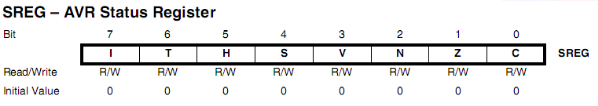 SREG – AVR Status Register
Bit 7 6 5 4 3 2 1 0
I T H S V N Z C SREG
Read/Write R/W R/W R/W R/W R/W R/W R/W R/W
Initial Value 0 0 0 0 0 0 0 0